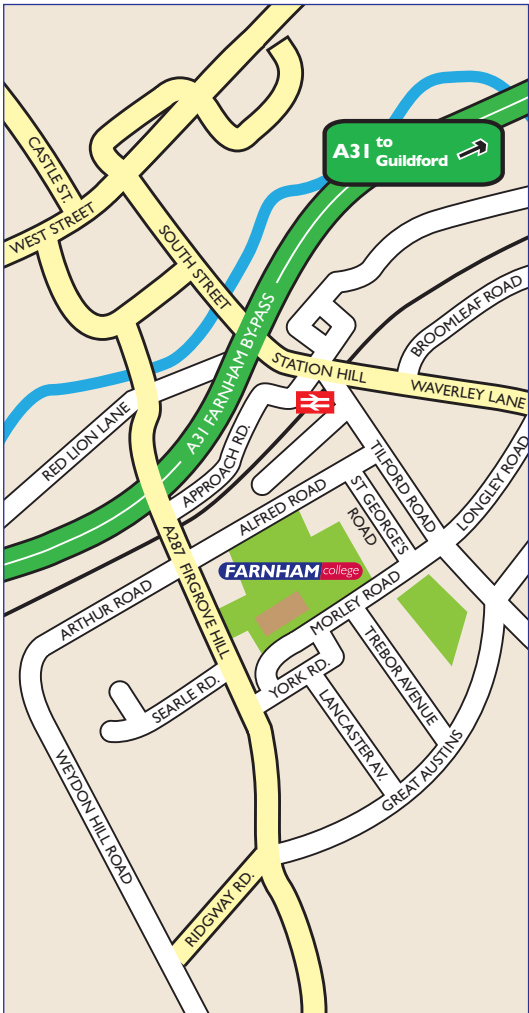 CASTLE ST.
A31 to
Guildford
WEST STREET
SOUTH STREET
BROOMLEAF ROAD
A31 FARNHAM BY-PASS
STATION HILL
WAVERLEY LANE
RED LION LANE
APPROACH RD.
TILFORD ROAD
LONGLEY ROAD
ALFRED ROAD
ST GEORGE'S
ROAD
A287 FIRGROVE HILL
FARNHAM college
ARTHUR ROAD
MORLEY ROAD
TREBOR AVENUE
YORK RD.
SEARLE RD.
LANCASTER AV.
GREAT AUSTINS
WEYDON HILL ROAD
RIDGWAY RD.